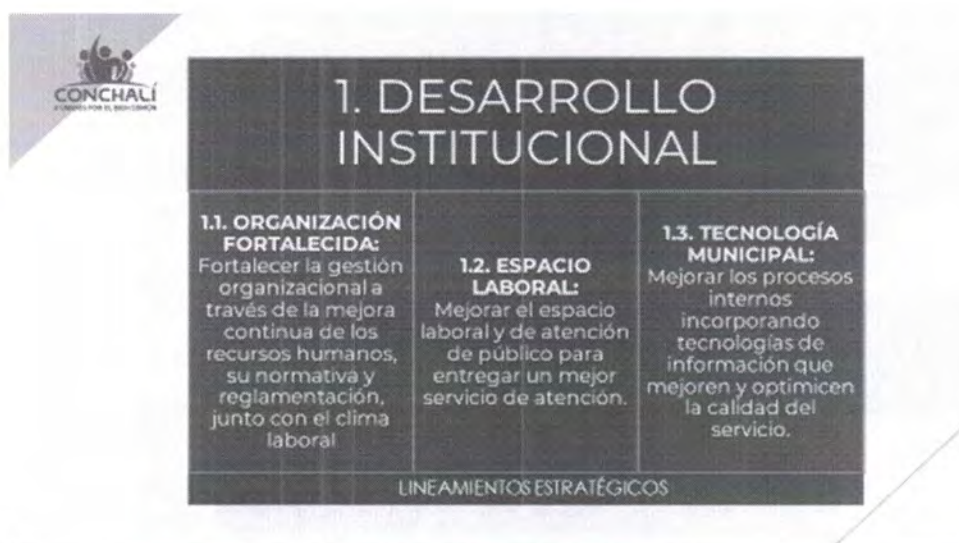 CONCHALÍ
1. DESARROLLO
INSTITUCIONAL
1.1. ORGANIZACIÓN
FORTALECIDA:
Fortalecer la gestión
organizacional a
través de la mejora
continua de los
recursos humanos,
su normativa y
reglamentación,
junto con el clima
laboral
1.2. ESPACIO
LABORAL:
Mejorar el espacio
laboral y de atención
de público para
entregar un mejor
servicio de atención.
1.3. TECNOLOGÍA
MUNICIPAL:
Mejorar los procesos
internos
incorporando
tecnologías de
información que
mejoren y optimicen
la calidad del
servicio.
LINEAMIENTOS ESTRATÉGICOS